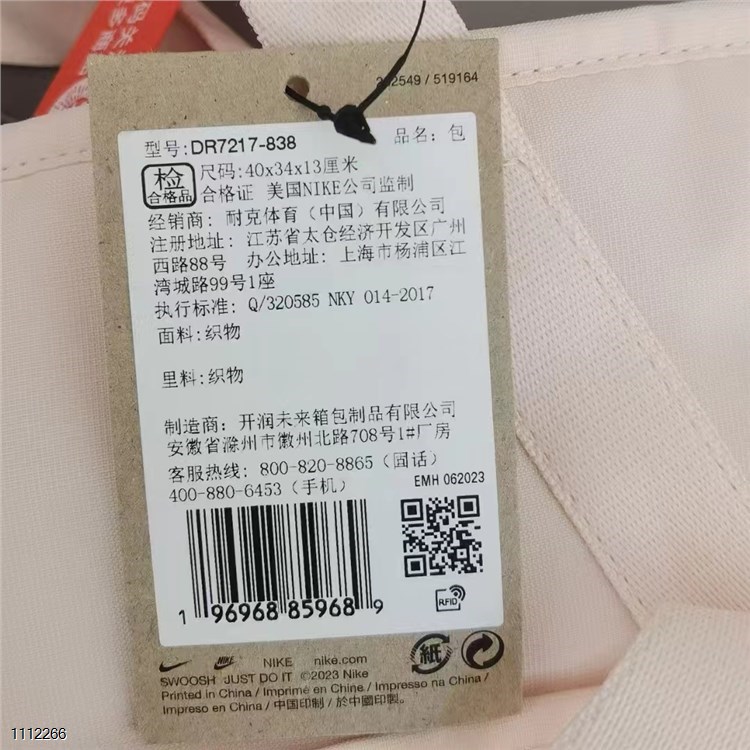 码关
519164
型号:DR7217-838
品名: 包
检
合格品
尺码:40x34x13厘米
合格证 美国NIKE公司监制
经销商: 耐克体育(中国)有限公司
注册地址: 江苏省太仓经济开发区广州
西路88号 办公地址: 上海市杨浦区江
湾城路99号1座
执行标准: Q/320585 NKY 014-2017
面料:织物
里料:织物
制造商: 开润未来箱包制品有限公司
安徽省滁州市徽州北路708号1#厂房
客服热线: 800-820-8865(固话)
400-880-6453(手机)
EMH 062023
1 96968 85968 9
RFID
紙
NIKE NIKE nike.com
SWOOSH JUST DO IT ©2023 Nike
Printed in China / Imprimé en Chine / Impresso na China /
Impreso en China / 中国印制 / 於中國印製。
1112266